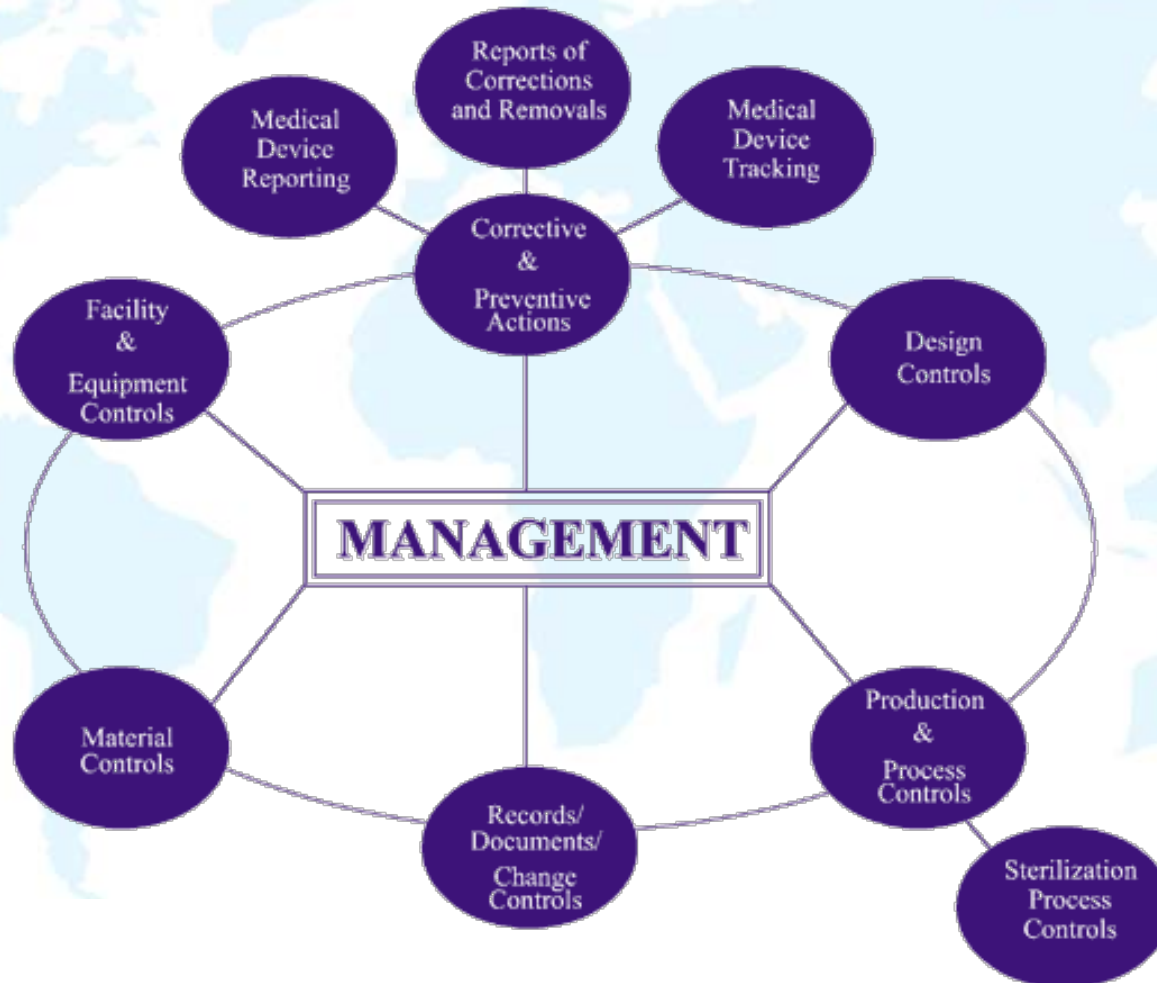 Reports of
Corrections
and Removals
Medical
Device
Reporting
Medical
Device
Tracking
Corrective
&
Preventive
Actions
Facility
&
Equipment
Controls
Design
Controls
MANAGEMENT
Material
Controls
Production
&
Process
Controls
Records/
Documents/
Change
Controls
Sterilization
Process
Controls